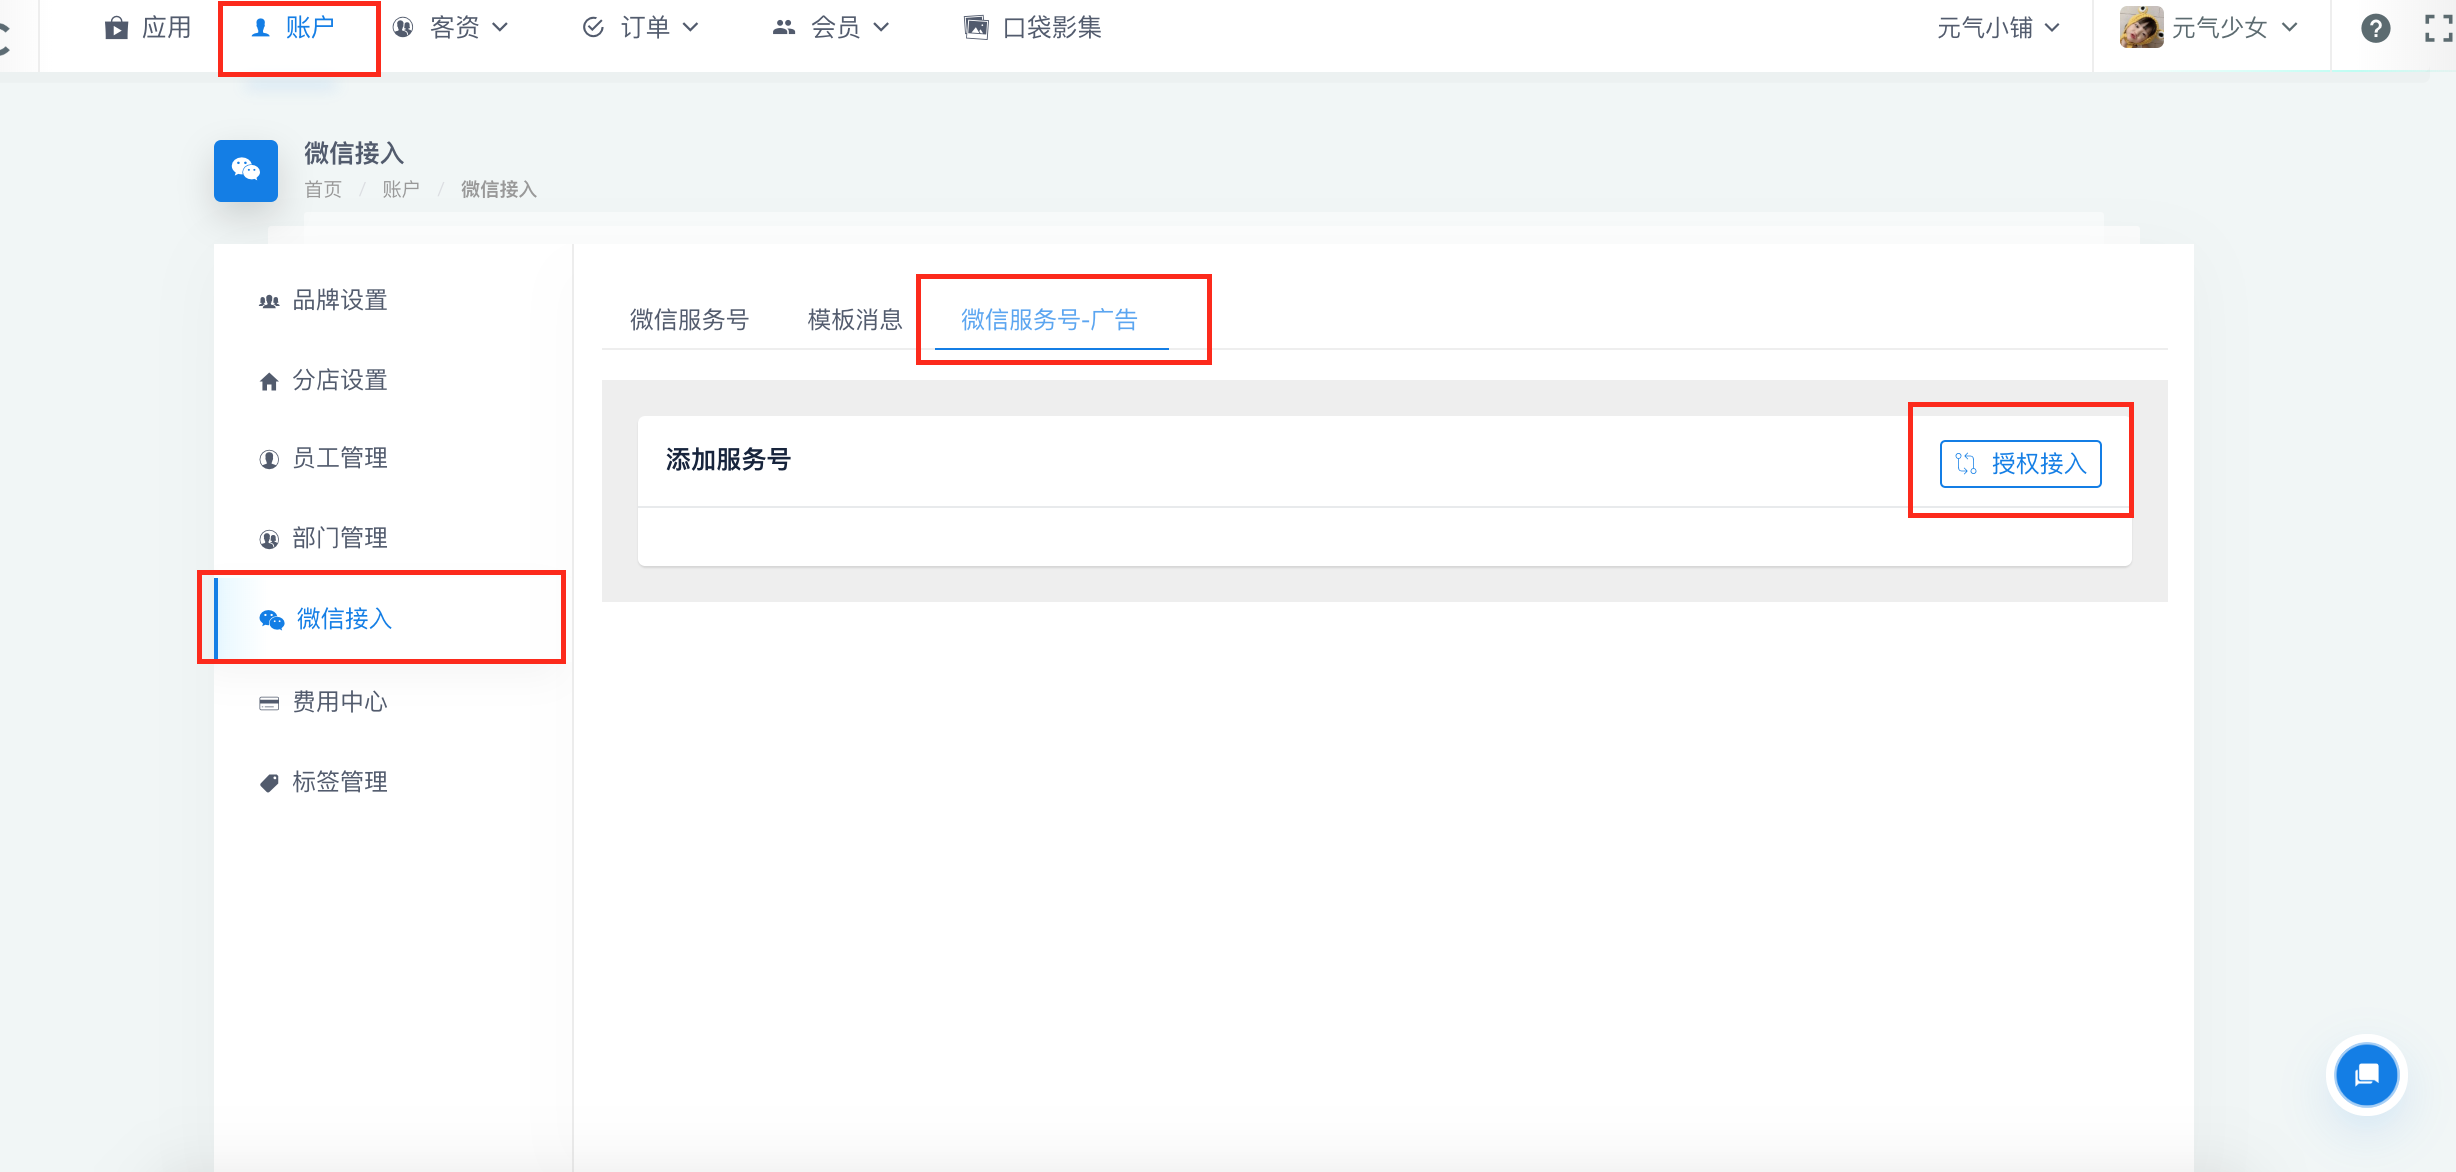 应用 账户 客资 订单 会员 口袋影集 元气小铺 元气少女
微信接入
首页 / 账户 / 微信接入
品牌设置
分店设置
员工管理
部门管理
微信接入
费用中心
标签管理
微信服务号 模板消息 微信服务号-广告
添加服务号 授权接入